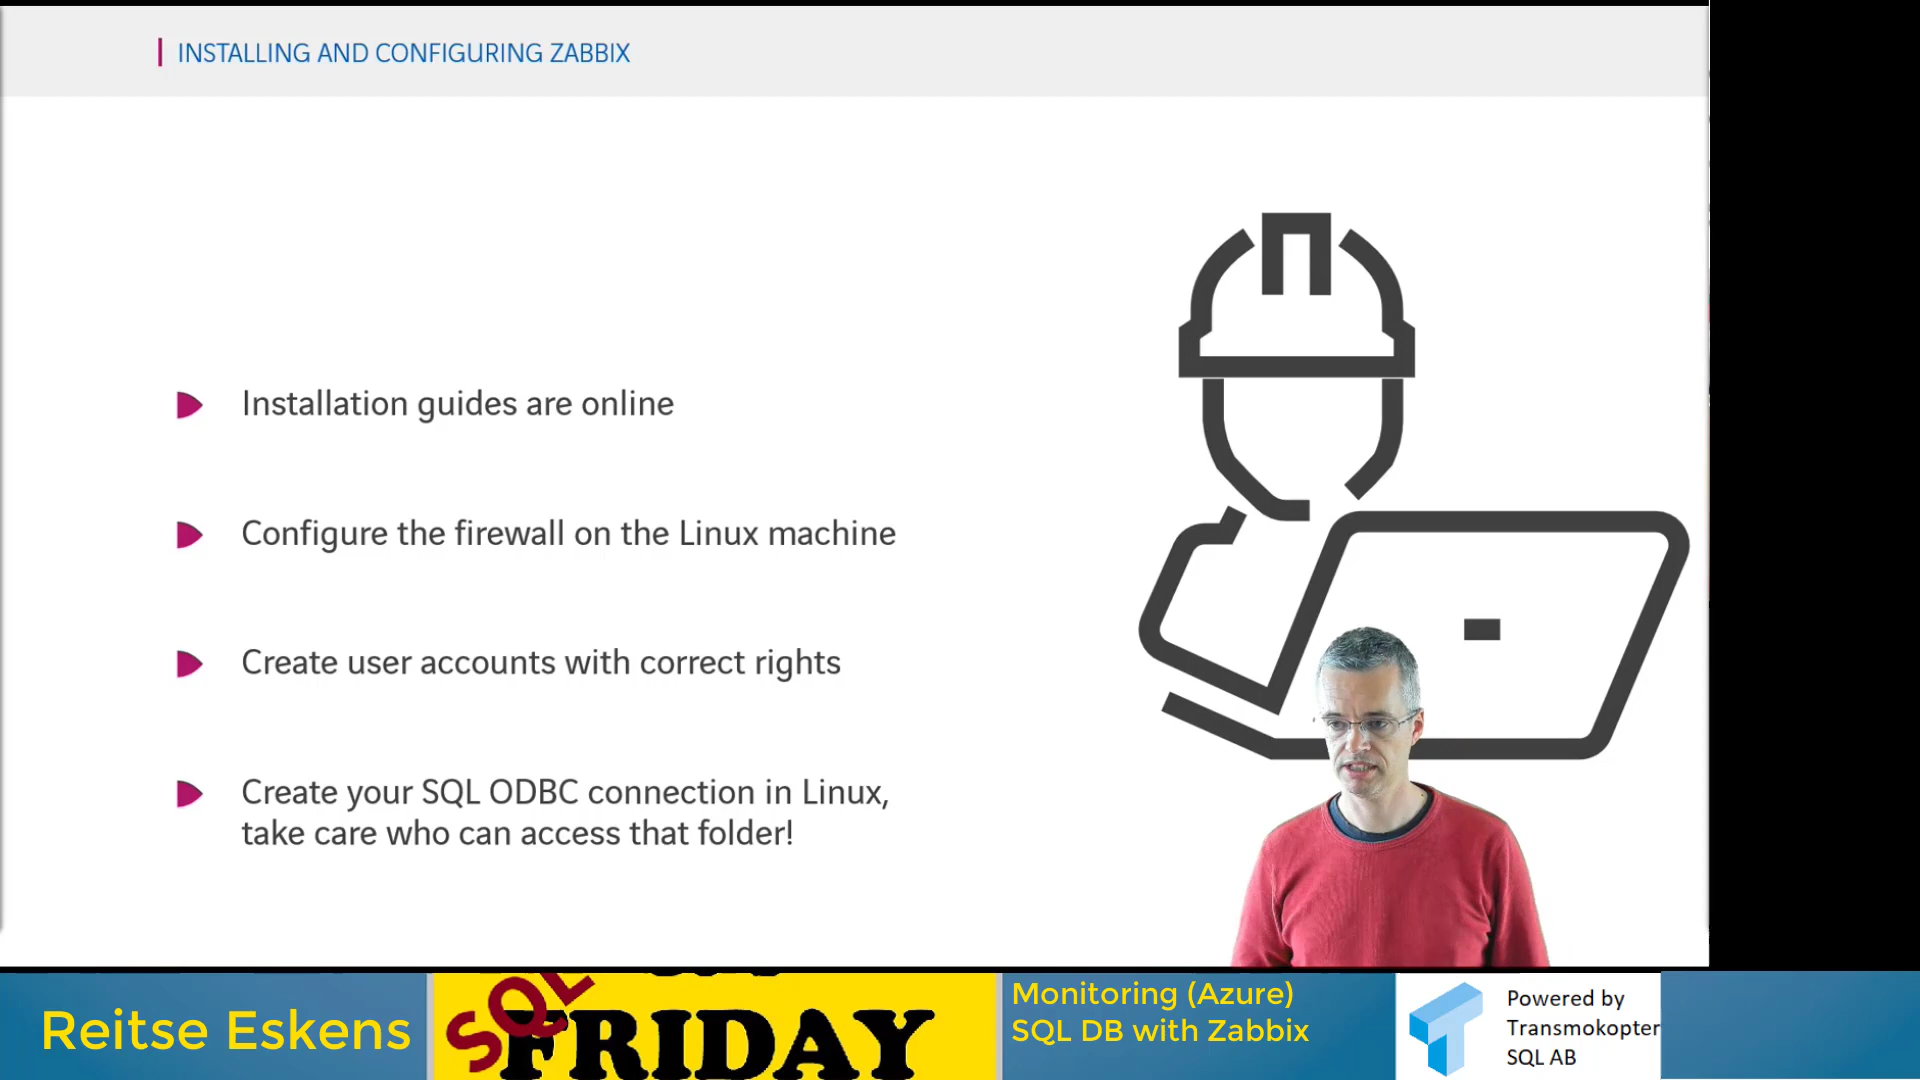 INSTALLING AND CONFIGURING ZABBIX
Installation guides are online
Configure the firewall on the Linux machine
Create user accounts with correct rights
Create your SQL ODBC connection in Linux,
take care who can access that folder!
Reitse Eskens
SQL
FRIDAY
Monitoring (Azure)
SQL DB with Zabbix
Powered by
Transmokopter
SQL AB